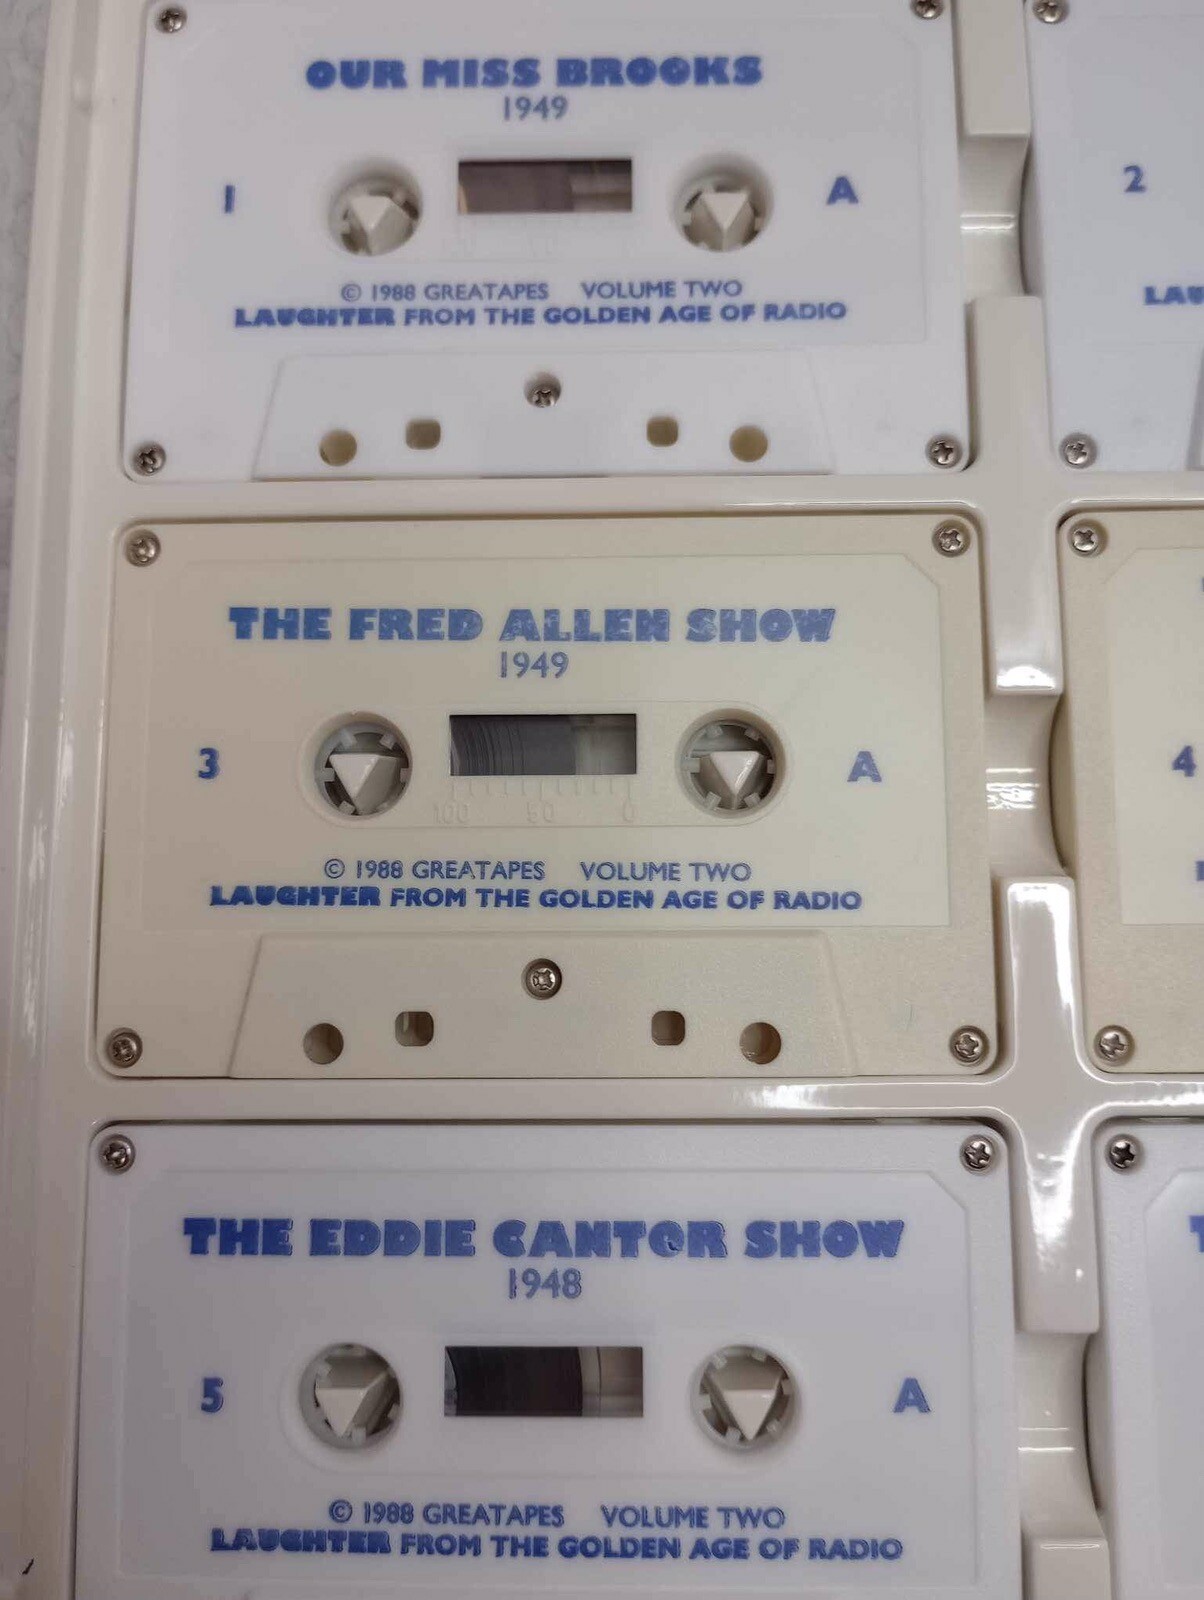 OUR MISS BROOKS
1949
1 A
© 1988 GREATAPES VOLUME TWO
LAUGHTER FROM THE GOLDEN AGE OF RADIO
2
THE FRED ALLEN SHOW
1949
3 A
100 50 0
© 1988 GREATAPES VOLUME TWO
LAUGHTER FROM THE GOLDEN AGE OF RADIO
4
THE EDDIE CANTOR SHOW
1948
5 A
© 1988 GREATAPES VOLUME TWO
LAUGHTER FROM THE GOLDEN AGE OF RADIO